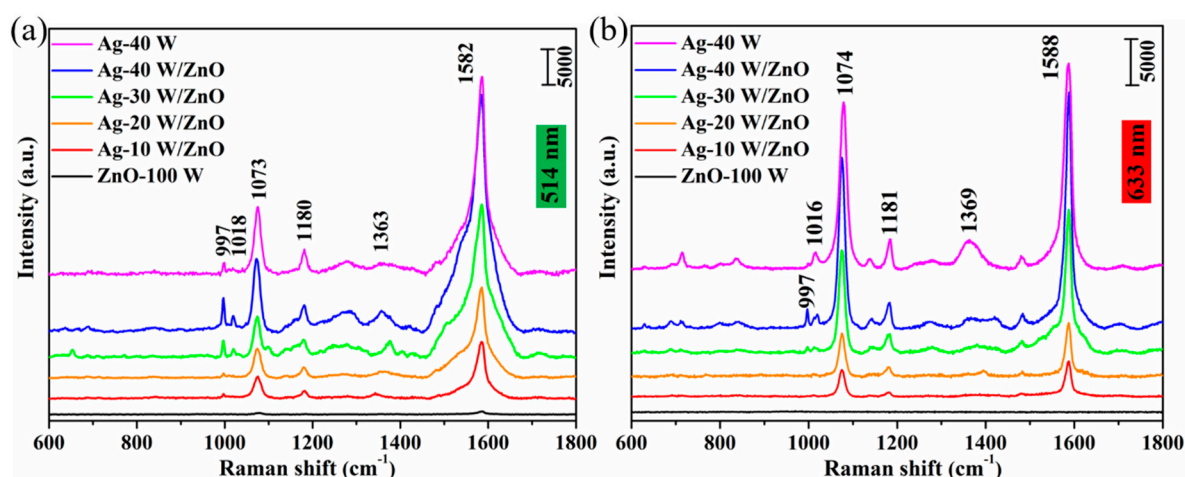 (a)
Ag-40 W
Ag-40 W/ZnO
Ag-30 W/ZnO
Ag-20 W/ZnO
Ag-10 W/ZnO
ZnO-100 W
997
1018
1073
1180
1363
1582
5000
514 nm
Intensity (a.u.)
600 800 1000 1200 1400 1600 1800
Raman shift (cm⁻¹)
(b)
Ag-40 W
Ag-40 W/ZnO
Ag-30 W/ZnO
Ag-20 W/ZnO
Ag-10 W/ZnO
ZnO-100 W
997
1016
1074
1181
1369
1588
5000
633 nm
Intensity (a.u.)
600 800 1000 1200 1400 1600 1800
Raman shift (cm⁻¹)